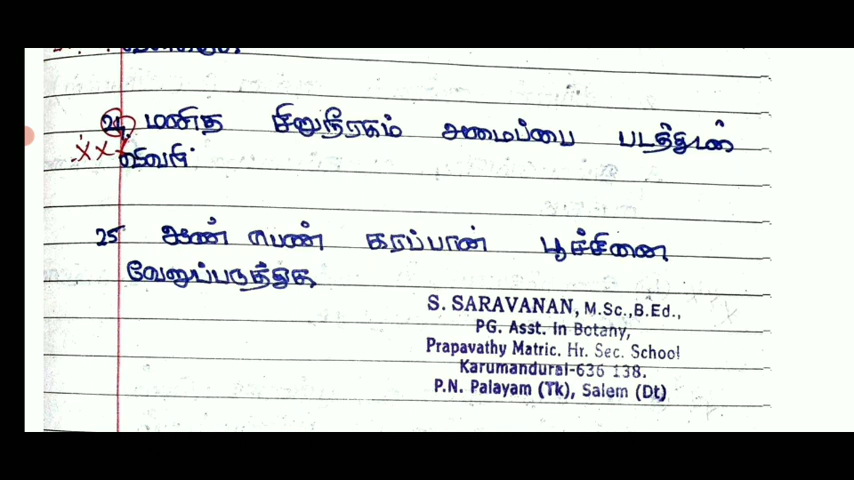 24. மனித சிறுநீரகம் அமைப்பை படத்துடன்
விவரி
25 ஆண் பெண் கரப்பான் பூச்சினை
வேறுப்படுத்துக
S. SARAVANAN, M.Sc.,B.Ed.,
PG. Asst. in Botany,
Prapavathy Matric. Hr. Sec. School
Karumandurai-636 138.
P.N. Palayam (Tk), Salem (Dt)